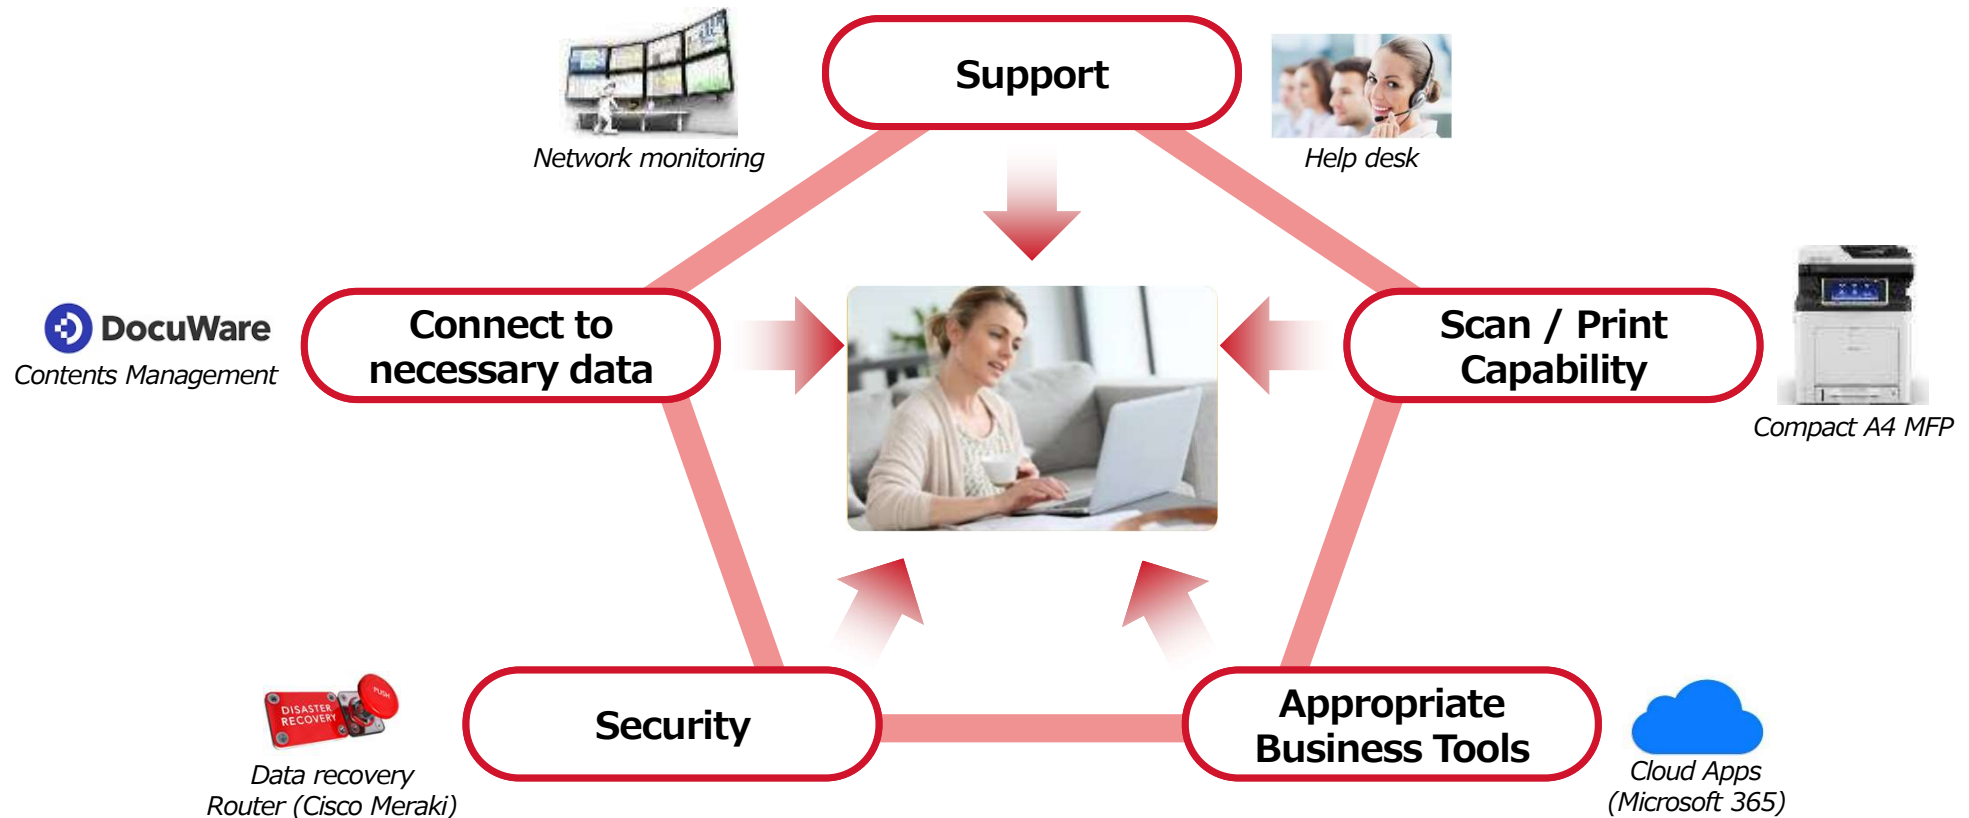 Support
Network monitoring
Help desk
DocuWare
Contents Management
Connect to
necessary data
Scan / Print
Capability
Compact A4 MFP
DISASTER
RECOVERY
PUSH
Security
Data recovery
Router (Cisco Meraki)
Appropriate
Business Tools
Cloud Apps
(Microsoft 365)